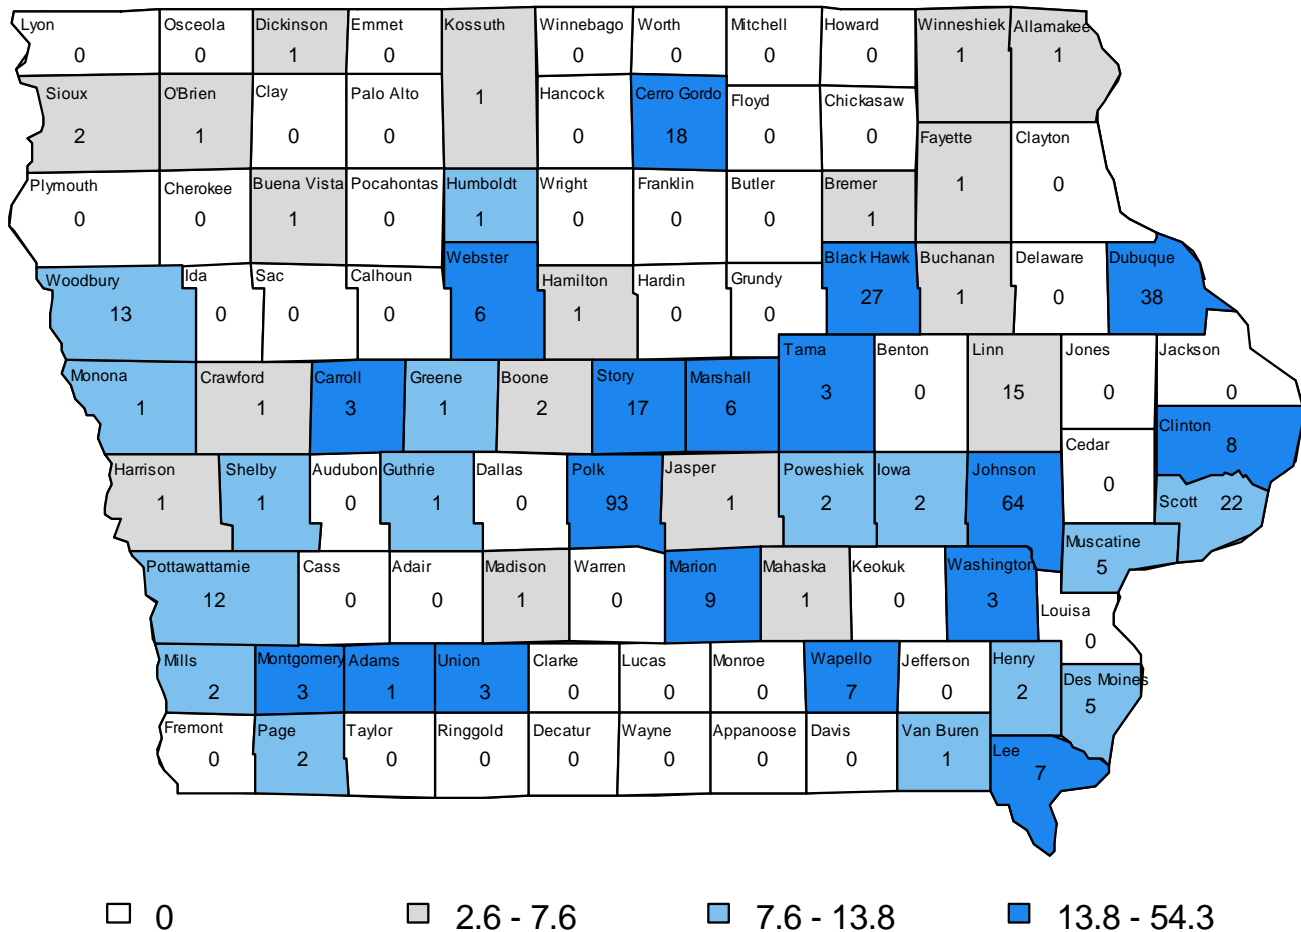 Lyon Osceola Dickinson Emmet Kossuth Winnebago Worth Mitchell Howard Winneshiek Allamakee
0 0 1 0 0 0 0 0 1 1
Sioux O'Brien Clay Palo Alto 1 Hancock Cerro Gordo Floyd Chickasaw
2 1 0 0 0 18 0 0
Fayette Clayton
1 0
Plymouth Cherokee Buena Vista Pocahontas Humboldt Wright Franklin Butler Bremer
0 0 1 0 1 0 0 0 1
Woodbury Ida Sac Calhoun Webster Hamilton Hardin Grundy Black Hawk Buchanan Delaware Dubuque
13 0 0 0 6 1 0 0 27 1 0 38
Monona Crawford Carroll Greene Boone Story Marshall Tama Benton Linn Jones Jackson
1 1 3 1 2 17 6 3 0 15 0 0
Clinton
8
Harrison Shelby Audubon Guthrie Dallas Polk Jasper Poweshiek Iowa Johnson Cedar Scott
1 1 0 1 0 93 1 2 2 64 0 22
Pottawattamie Cass Adair Madison Warren Marion Mahaska Keokuk Washington Muscatine
12 0 0 1 0 9 1 0 3 5
Louisa
0
Mills Montgomery Adams Union Clarke Lucas Monroe Wapello Jefferson Henry Des Moines
2 3 1 3 0 0 0 7 0 2 5
Fremont Page Taylor Ringgold Decatur Wayne Appanoose Davis Van Buren Lee
0 2 0 0 0 0 0 0 1 7
0 2.6 - 7.6 7.6 - 13.8 13.8 - 54.3